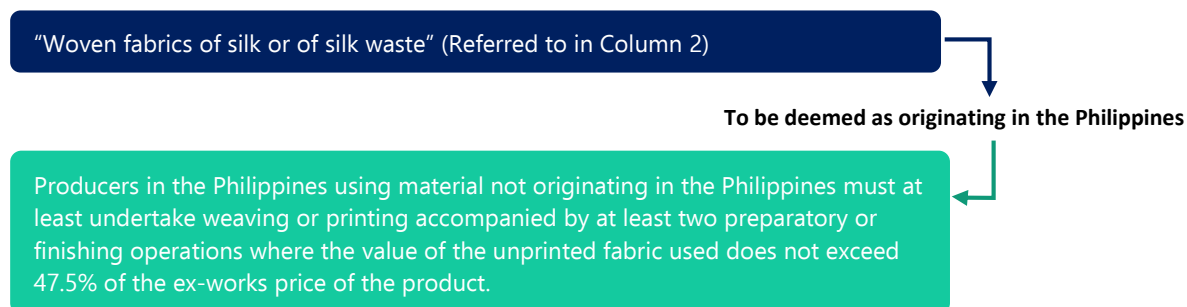 “Woven fabrics of silk or of silk waste” (Referred to in Column 2)
To be deemed as originating in the Philippines
Producers in the Philippines using material not originating in the Philippines must at
least undertake weaving or printing accompanied by at least two preparatory or
finishing operations where the value of the unprinted fabric used does not exceed
47.5% of the ex-works price of the product.